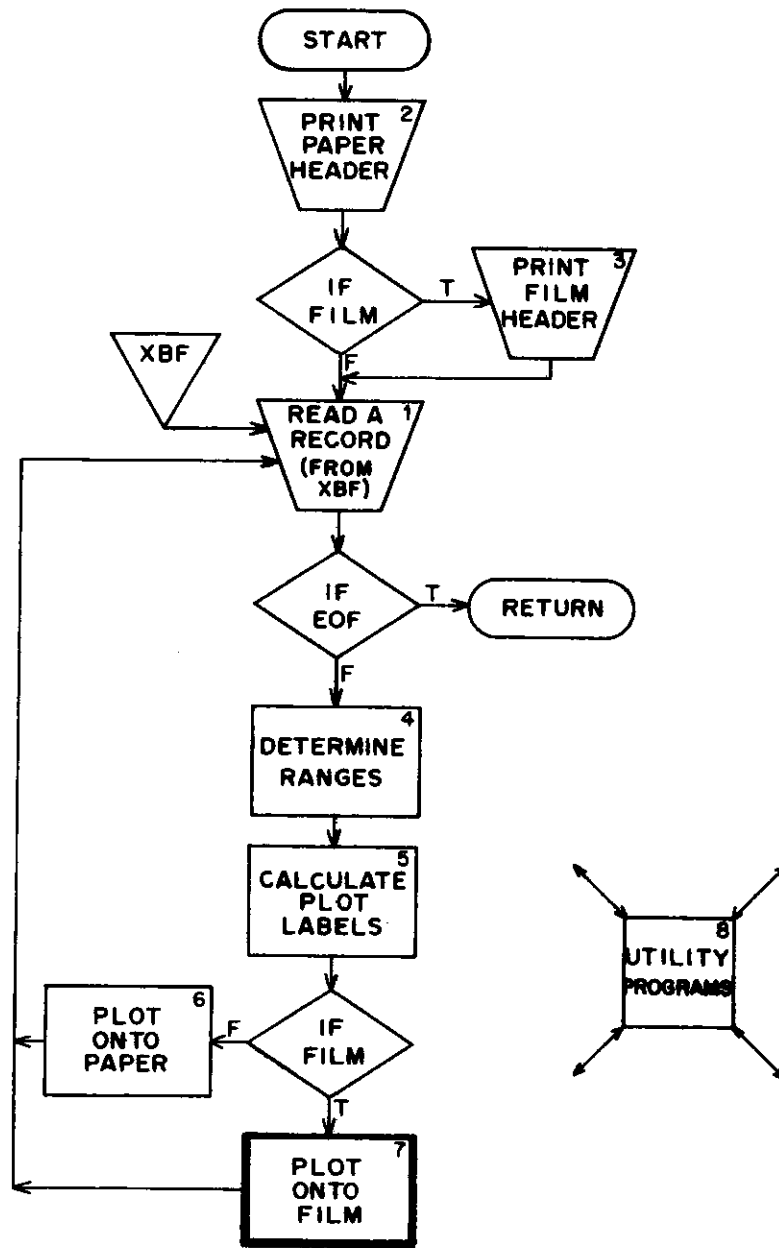 START
2
PRINT
PAPER
HEADER
IF
FILM
T
3
PRINT
FILM
HEADER
F
XBF
1
READ A
RECORD
(FROM
XBF)
IF
EOF
T
RETURN
F
4
DETERMINE
RANGES
5
CALCULATE
PLOT
LABELS
6
PLOT
ONTO
PAPER
F
IF
FILM
T
7
PLOT
ONTO
FILM
8
UTILITY
PROGRAMS